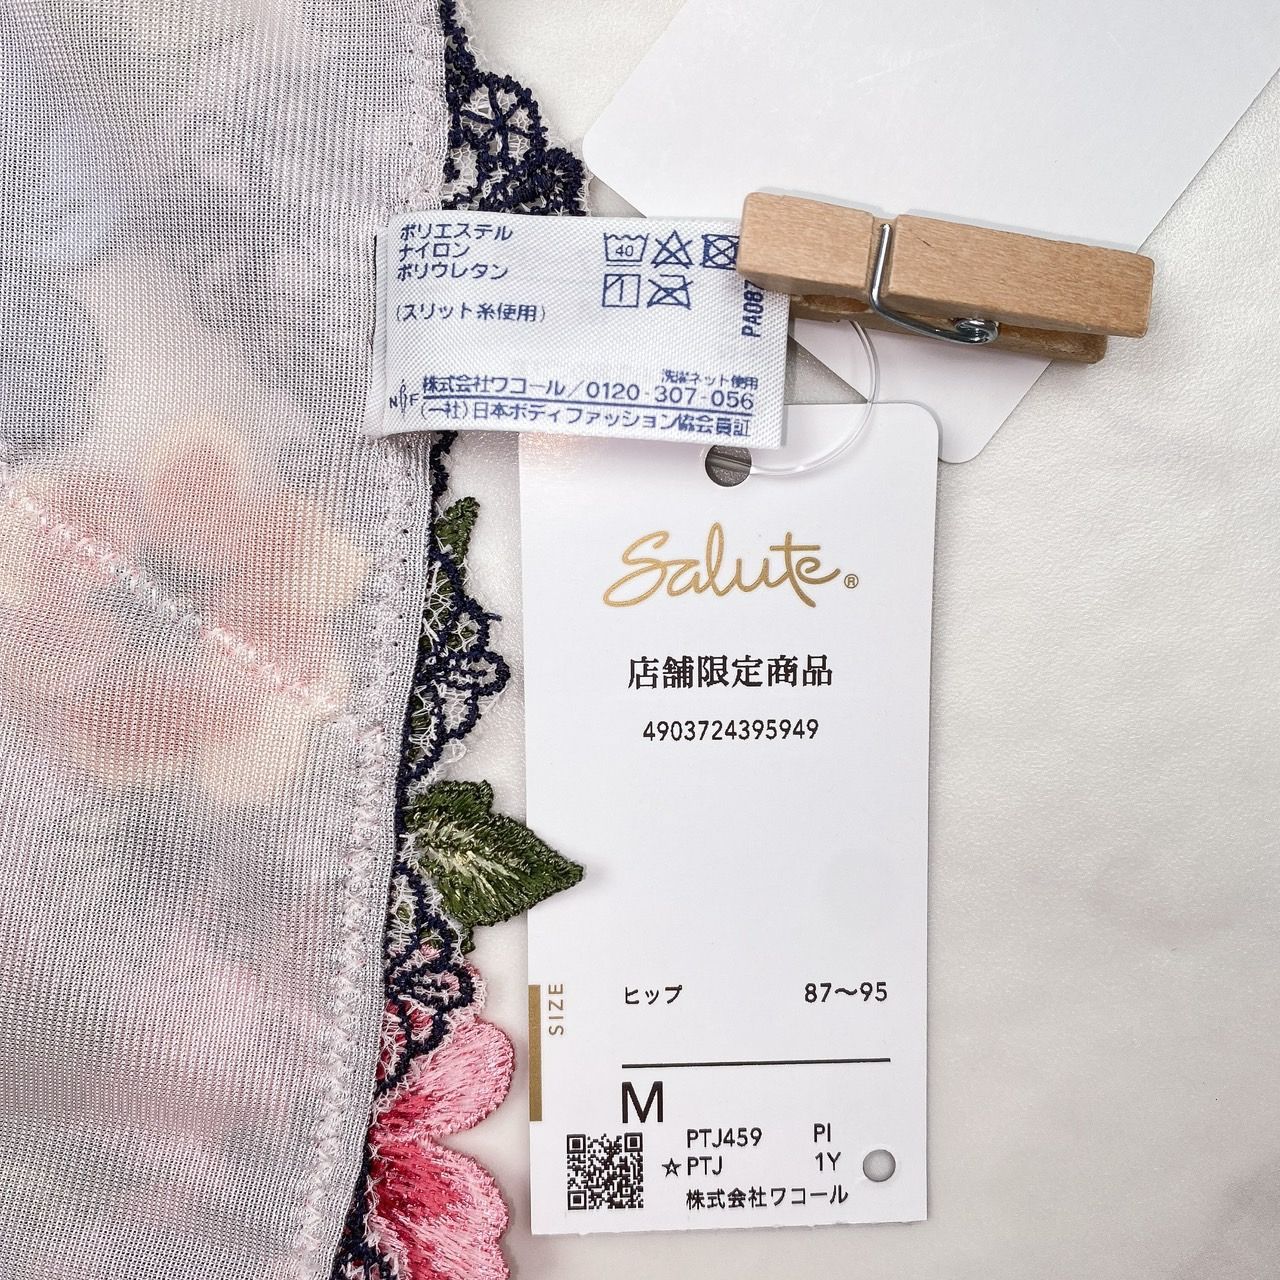 ポリエステル
ナイロン
ポリウレタン
40
(スリット糸使用)
PA087
洗濯ネット使用
株式会社ワコール/0120-307-056
NBF
(一社)日本ボディファッション協会員証
Salute®
店舗限定商品
4903724395949
SIZE
ヒップ 87〜95
M
PTJ459 PI
☆PTJ 1Y
株式会社ワコール